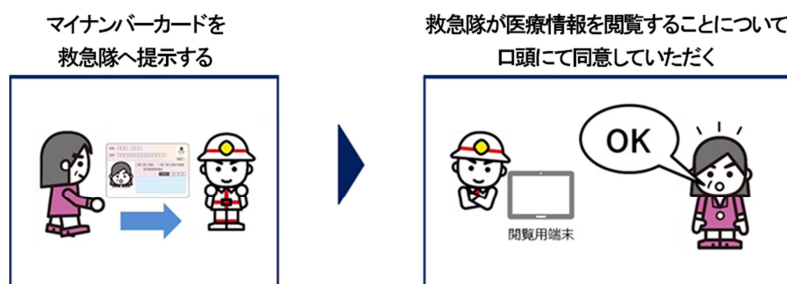 マイナンバーカードを
救急隊へ提示する
救急隊が医療情報を閲覧することについて
口頭にて同意していただく
OK
閲覧用端末